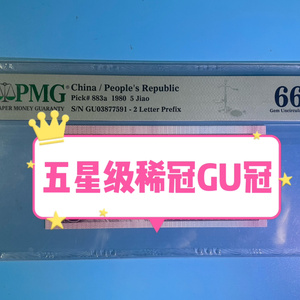 PMG
PAPER MONEY GUARANTY
China / People's Republic
Pick# 883a 1980 5 Jiao
S/N GU03877591 - 2 Letter Prefix
66
Gem Uncirculated
五星级稀冠GU冠